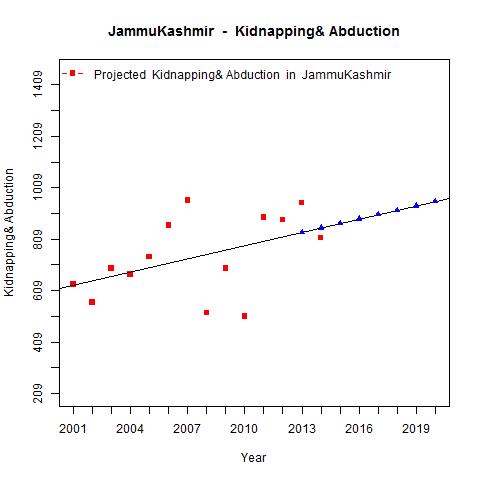 JammuKashmir - Kidnapping& Abduction
Projected Kidnapping& Abduction in JammuKashmir
Kidnapping& Abduction
1409
1209
1009
809
609
409
209
2001 2004 2007 2010 2013 2016 2019
Year